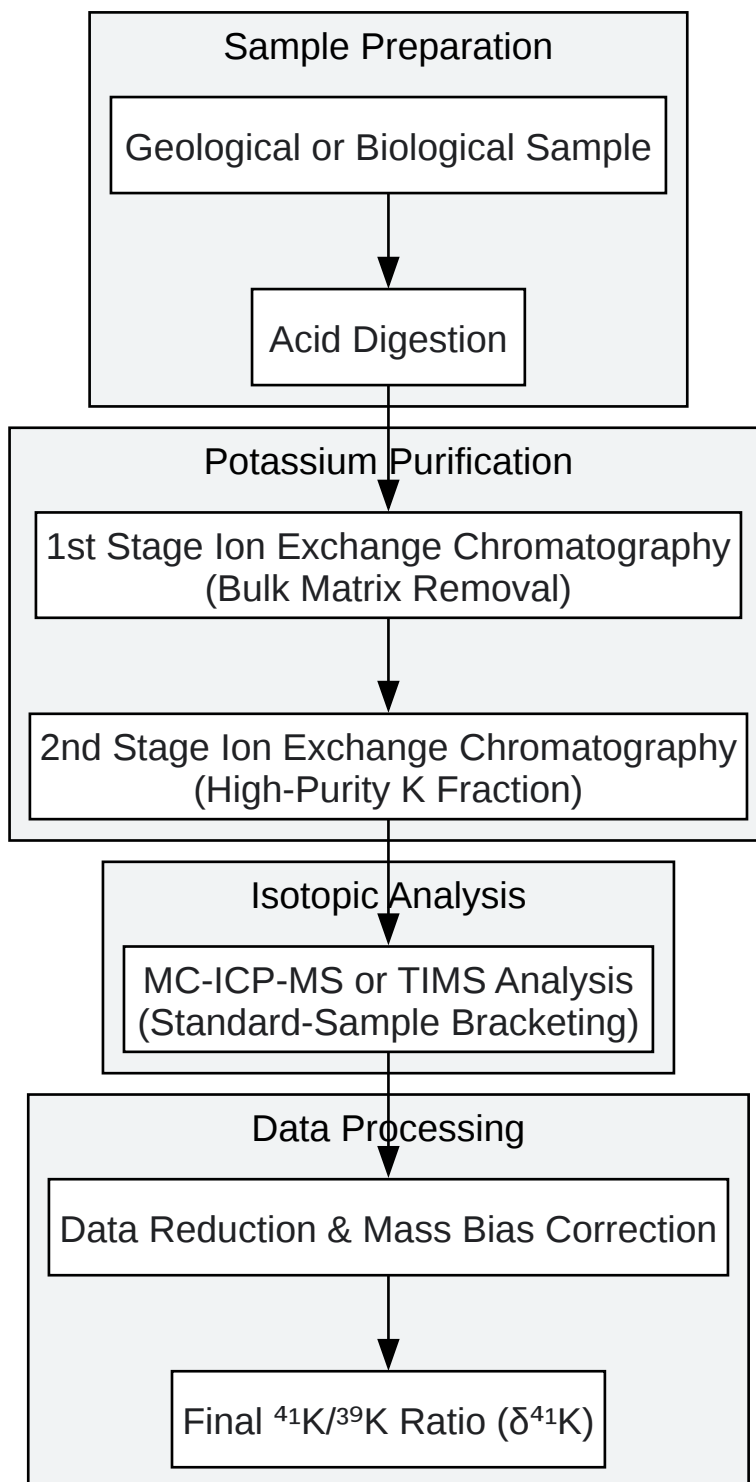 Sample Preparation
Geological or Biological Sample
Acid Digestion
Potassium Purification
1st Stage Ion Exchange Chromatography
(Bulk Matrix Removal)
2nd Stage Ion Exchange Chromatography
(High-Purity K Fraction)
Isotopic Analysis
MC-ICP-MS or TIMS Analysis
(Standard-Sample Bracketing)
Data Processing
Data Reduction & Mass Bias Correction
Final ⁴¹K/³⁹K Ratio (δ⁴¹K)